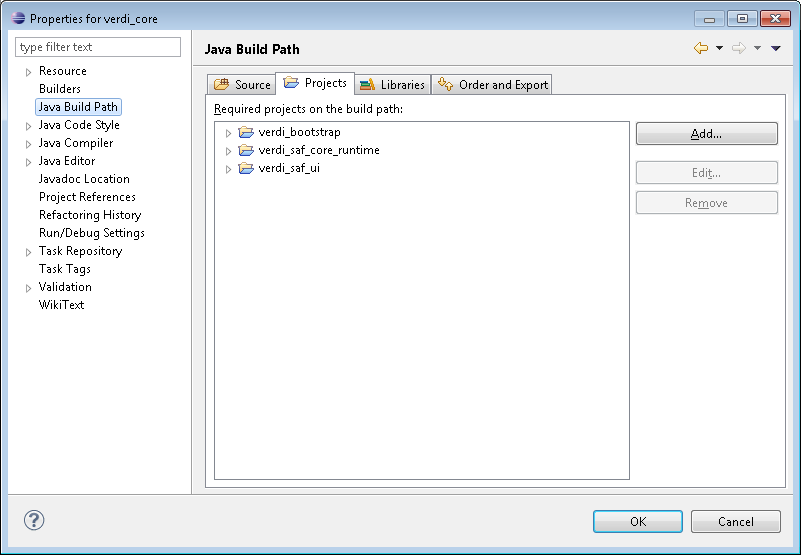 Properties for verdi_core
type filter text
Java Build Path
Resource
Builders
Java Build Path
Java Code Style
Java Compiler
Java Editor
Javadoc Location
Project References
Refactoring History
Run/Debug Settings
Task Repository
Task Tags
Validation
WikiText
Source Projects Libraries Order and Export
Required projects on the build path:
verdi_bootstrap
verdi_saf_core_runtime
verdi_saf_ui
Add...
Edit...
Remove
?
OK Cancel